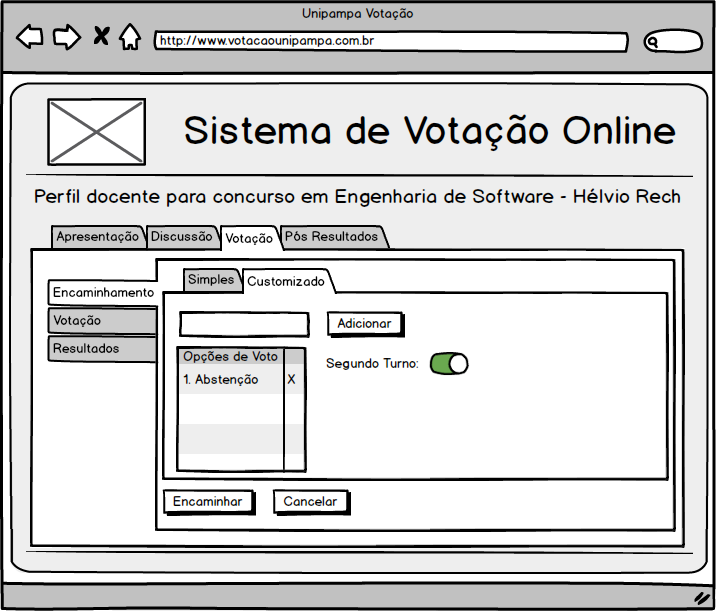 Unipampa Votação
http://www.votacaounipampa.com.br
Sistema de Votação Online
Perfil docente para concurso em Engenharia de Software - Hélvio Rech
Apresentação Discussão Votação Pós Resultados
Simples Customizado
Encaminhamento
Votação
Resultados
Adicionar
Opções de Voto
Segundo Turno:
1. Abstenção X
Encaminhar Cancelar